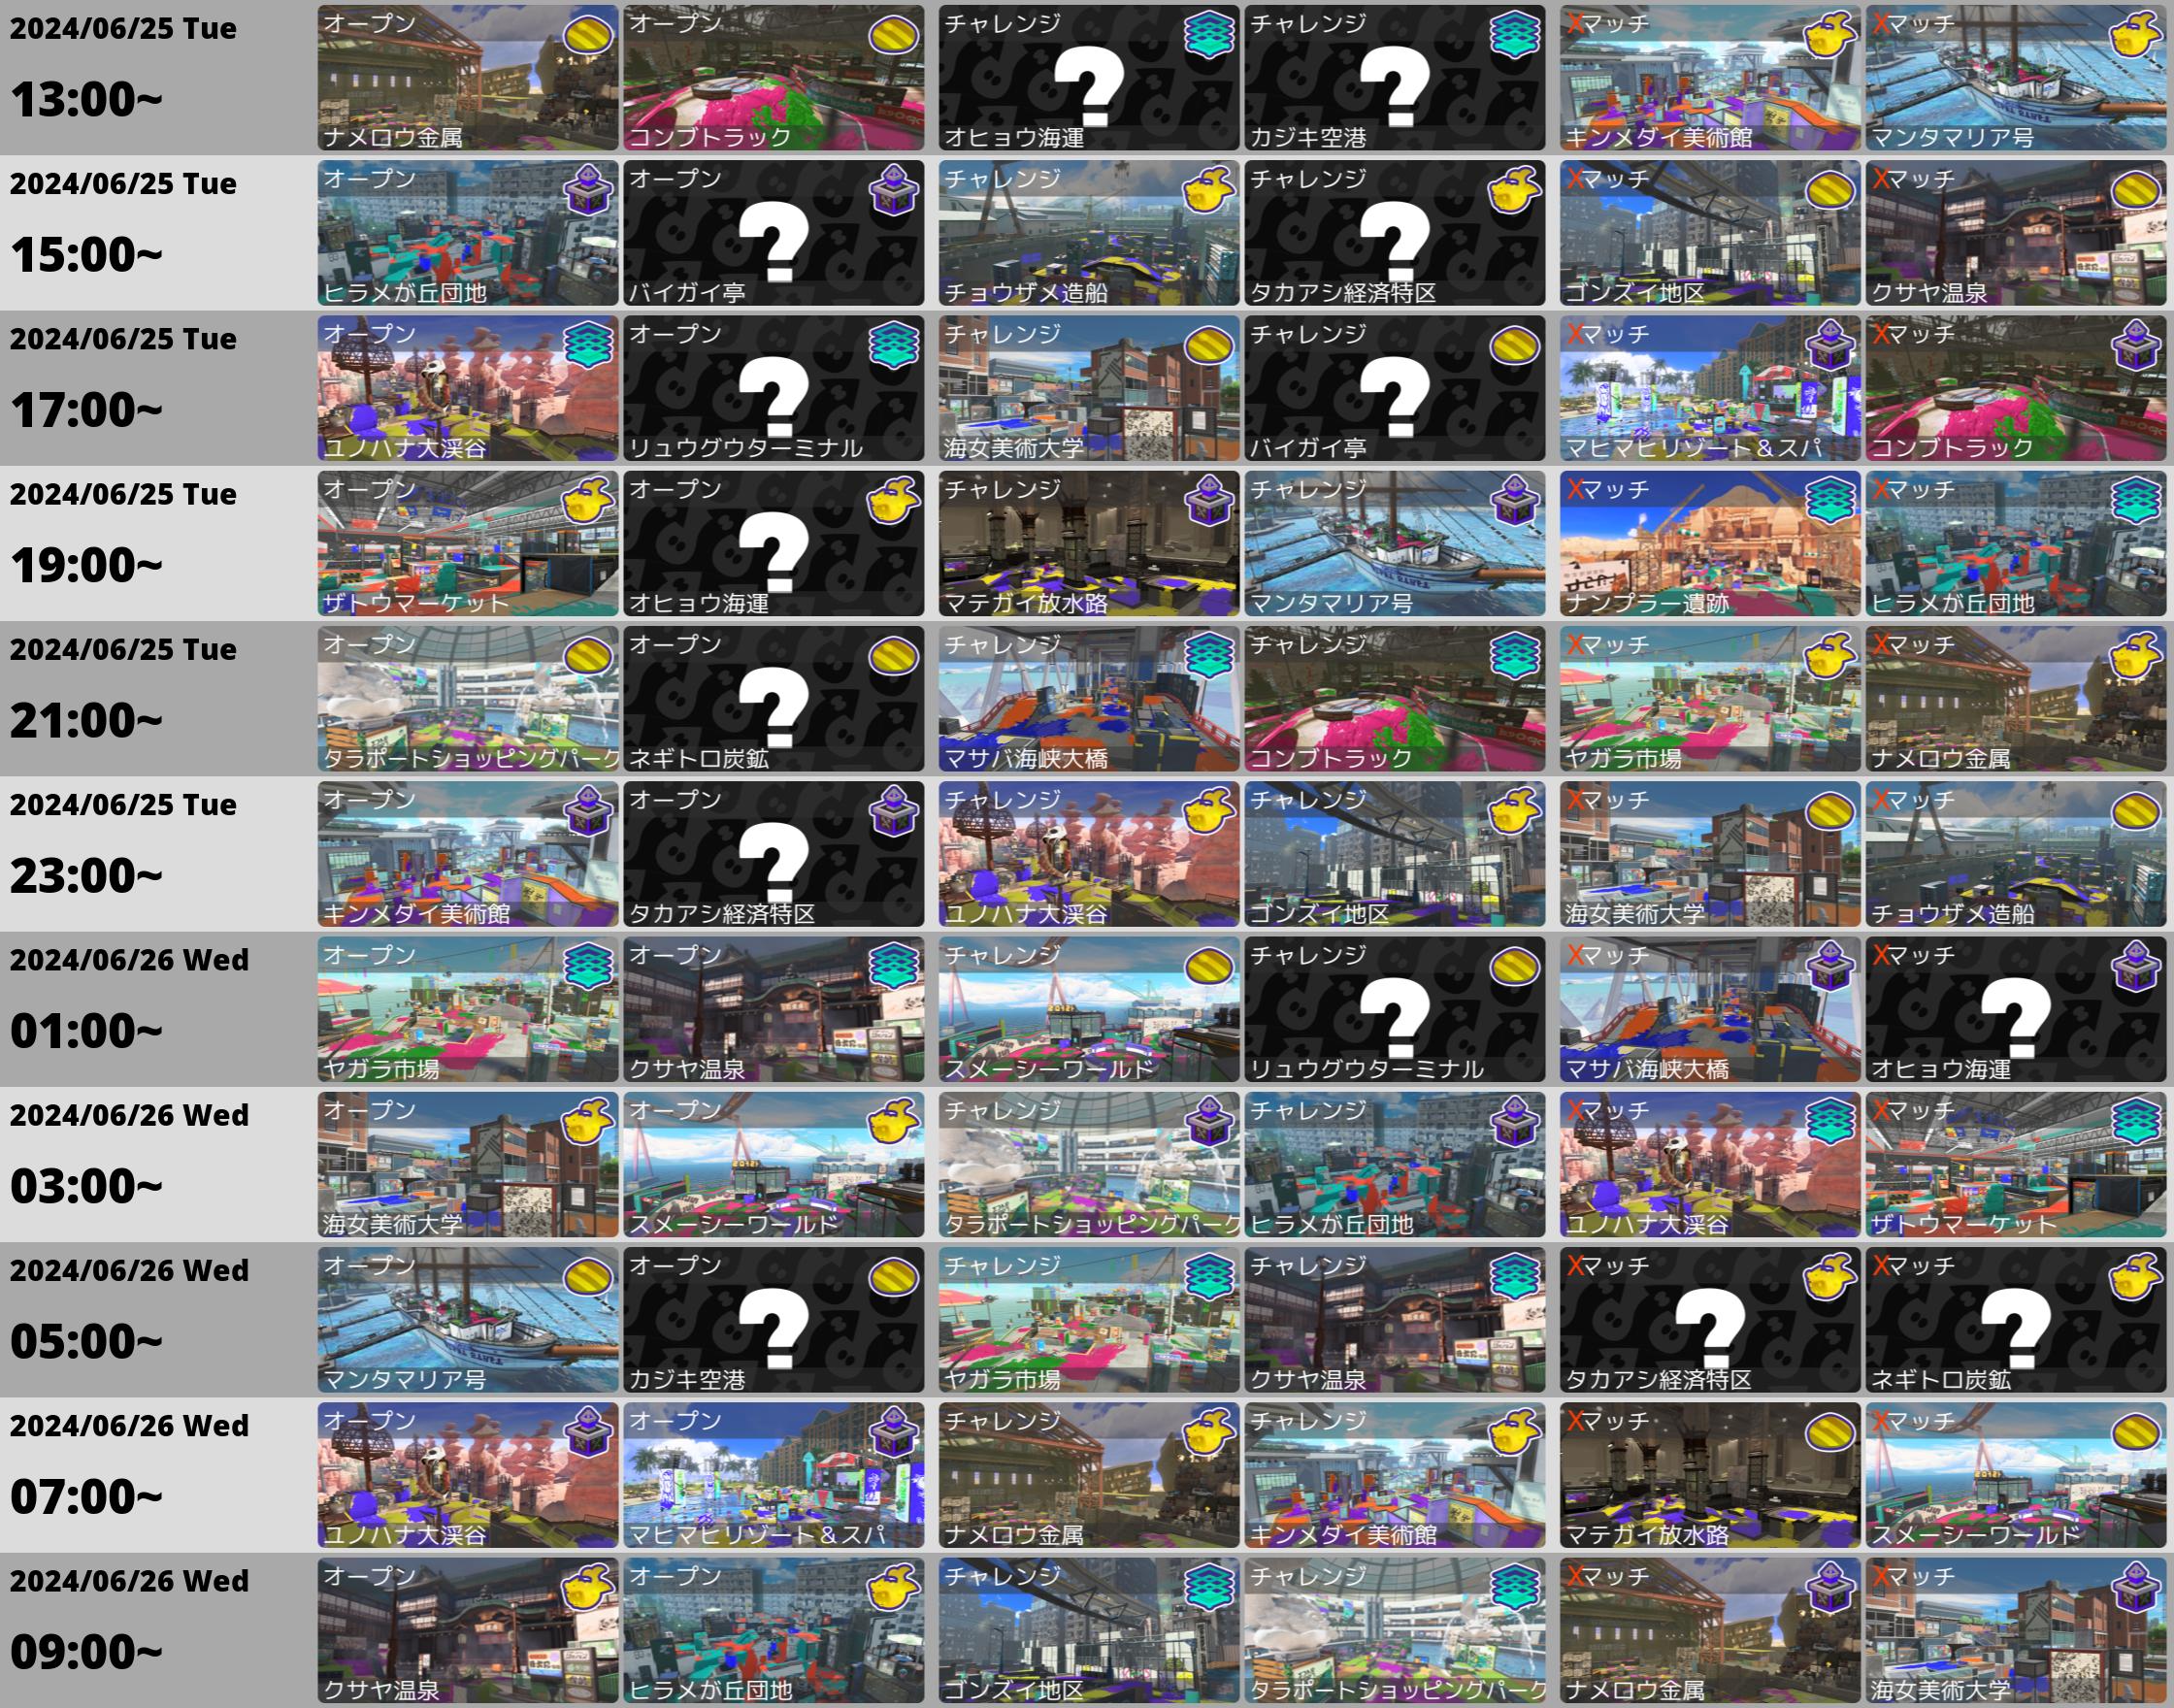 2024/06/25 Tue
13:00~
オープン オープン チャレンジ チャレンジ Xマッチ Xマッチ
ナメロウ金属 コンブトラック オヒョウ海運 カジキ空港 キンメダイ美術館 マンタマリア号
2024/06/25 Tue
15:00~
オープン オープン チャレンジ チャレンジ Xマッチ Xマッチ
ヒラメが丘団地 バイガイ亭 チョウザメ造船 タカアシ経済特区 ゴンズイ地区 クサヤ温泉
2024/06/25 Tue
17:00~
オープン オープン チャレンジ チャレンジ Xマッチ Xマッチ
ユノハナ大渓谷 リュウグウターミナル 海女美術大学 バイガイ亭 マヒマヒリゾート&スパ コンブトラック
2024/06/25 Tue
19:00~
オープン オープン チャレンジ チャレンジ Xマッチ Xマッチ
ザトウマーケット オヒョウ海運 マテガイ放水路 マンタマリア号 ナンプラー遺跡 ヒラメが丘団地
2024/06/25 Tue
21:00~
オープン オープン チャレンジ チャレンジ Xマッチ Xマッチ
タラポートショッピングパーク ネギトロ炭鉱 マサバ海峡大橋 コンブトラック ヤガラ市場 ナメロウ金属
2024/06/25 Tue
23:00~
オープン オープン チャレンジ チャレンジ Xマッチ Xマッチ
キンメダイ美術館 タカアシ経済特区 ユノハナ大渓谷 ゴンズイ地区 海女美術大学 チョウザメ造船
2024/06/26 Wed
01:00~
オープン オープン チャレンジ チャレンジ Xマッチ Xマッチ
ヤガラ市場 クサヤ温泉 スメーシーワールド リュウグウターミナル マサバ海峡大橋 オヒョウ海運
2024/06/26 Wed
03:00~
オープン オープン チャレンジ チャレンジ Xマッチ Xマッチ
海女美術大学 スメーシーワールド タラポートショッピングパーク ヒラメが丘団地 ユノハナ大渓谷 ザトウマーケット
2024/06/26 Wed
05:00~
オープン オープン チャレンジ チャレンジ Xマッチ Xマッチ
マンタマリア号 カジキ空港 ヤガラ市場 クサヤ温泉 タカアシ経済特区 ネギトロ炭鉱
2024/06/26 Wed
07:00~
オープン オープン チャレンジ チャレンジ Xマッチ Xマッチ
ユノハナ大渓谷 マヒマヒリゾート&スパ ナメロウ金属 キンメダイ美術館 マテガイ放水路 スメーシーワールド
2024/06/26 Wed
09:00~
オープン オープン チャレンジ チャレンジ Xマッチ Xマッチ
クサヤ温泉 ヒラメが丘団地 ゴンズイ地区 タラポートショッピングパーク ナメロウ金属 海女美術大学